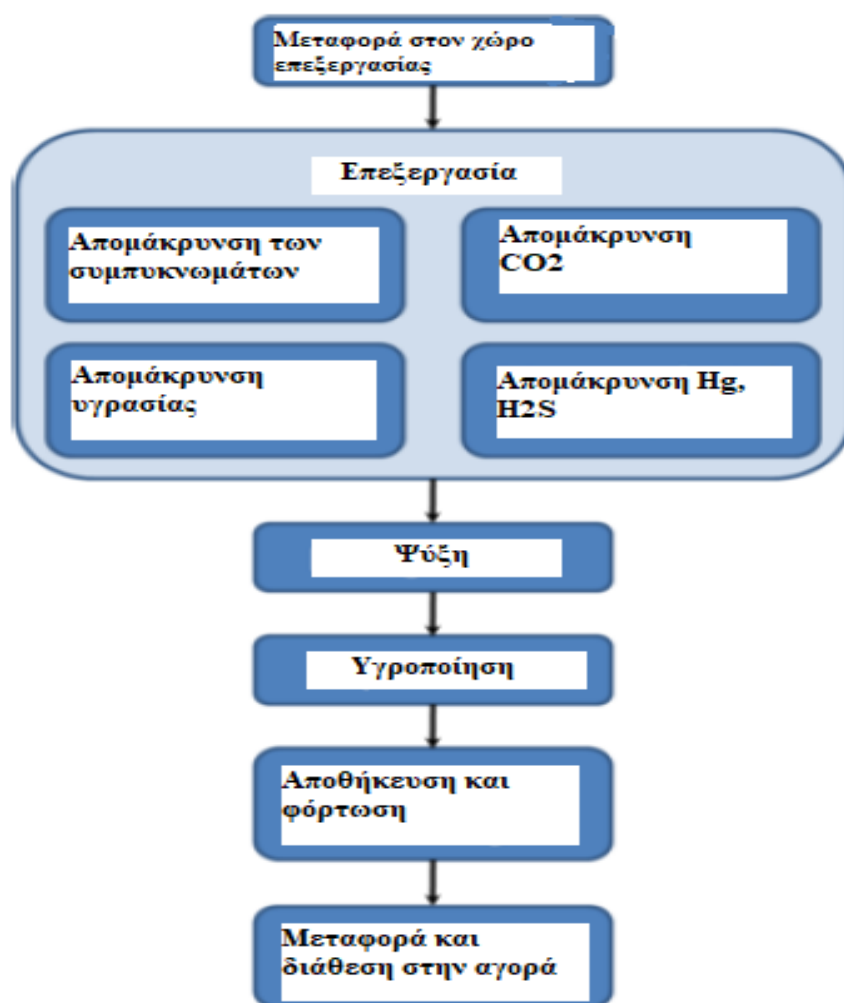 Μεταφορά στον χώρο
επεξεργασίας
Επεξεργασία
Απομάκρυνση των
συμπυκνωμάτων
Απομάκρυνση
CO2
Απομάκρυνση
υγρασίας
Απομάκρυνση Hg,
H2S
Ψύξη
Υγροποίηση
Αποθήκευση και
φόρτωση
Μεταφορά και
διάθεση στην αγορά